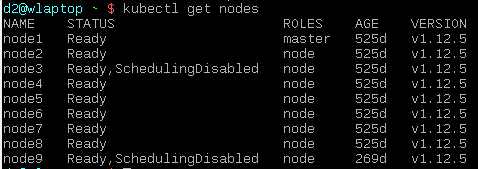 d2@wlaptop ~ $ kubectl get nodes
NAME STATUS ROLES AGE VERSION
node1 Ready master 525d v1.12.5
node2 Ready node 525d v1.12.5
node3 Ready,SchedulingDisabled node 525d v1.12.5
node4 Ready node 525d v1.12.5
node5 Ready node 525d v1.12.5
node6 Ready node 525d v1.12.5
node7 Ready node 525d v1.12.5
node8 Ready node 525d v1.12.5
node9 Ready,SchedulingDisabled node 269d v1.12.5